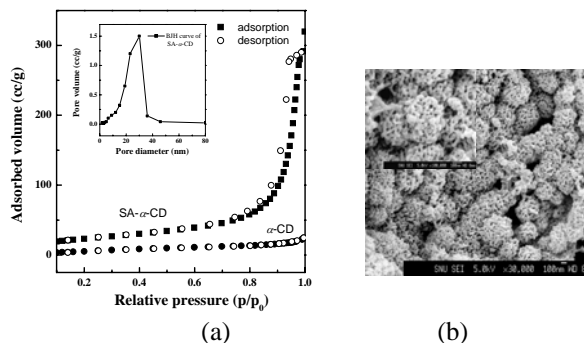 (a)
Adsorbed volume (cc/g)
300
200
100
0
0.2
0.4
0.6
0.8
1.0
Relative pressure (p/p0)
■ adsorption
○ desorption
SA-α-CD
α-CD
Pore volume (cc/g)
1.5
1.0
0.5
0.0
0
20
40
60
80
Pore diameter (nm)
BJH curve of
SA-α-CD
(b)
SNU SEI 5.0kV ×30,000 100nm WD 8
(a)
(b)